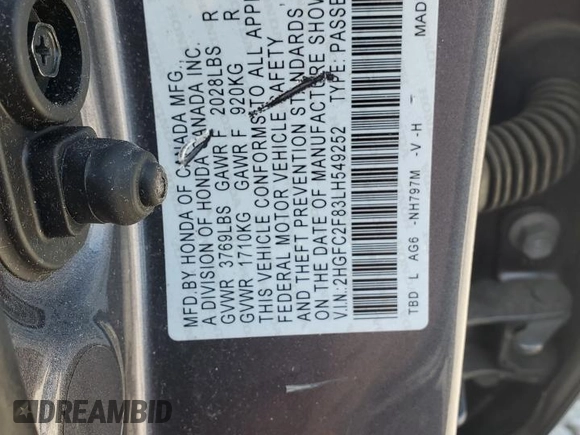 MFD.BY HONDA OF CANADA MFG.,
A DIVISION OF HONDA CANADA INC.
GVWR 3769LBS GAWR F 2028LBS R
GVWR 1710KG GAWR F 920KG R
THIS VEHICLE CONFORMS TO ALL APPL
FEDERAL MOTOR VEHICLE SAFETY,
AND THEFT PREVENTION STANDARDS
ON THE DATE OF MANUFACTURE SHOW
V.I.N.:2HGFC2F83LH549252 TYPE: PASSE
TBD L AG6 -NH797M -V -H T MAD
DREAMBID